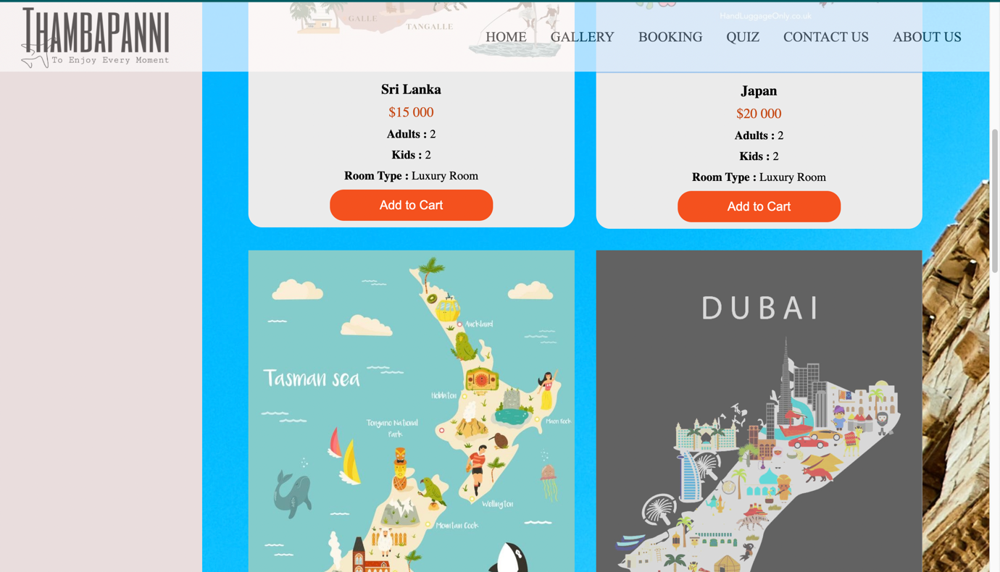 THAMBAPANNI
To Enjoy Every Moment
GALLE
TANGALLE
HandLuggageOnly.co.uk
HOME GALLERY BOOKING QUIZ CONTACT US ABOUT US
Sri Lanka
$15 000
Adults : 2
Kids : 2
Room Type : Luxury Room
Add to Cart
Japan
$20 000
Adults : 2
Kids : 2
Room Type : Luxury Room
Add to Cart
Auckland
Tasman sea
Hobbiton
Tongario National
Park
Maori Rock
Wellington
Mountain Cook
DUBAI